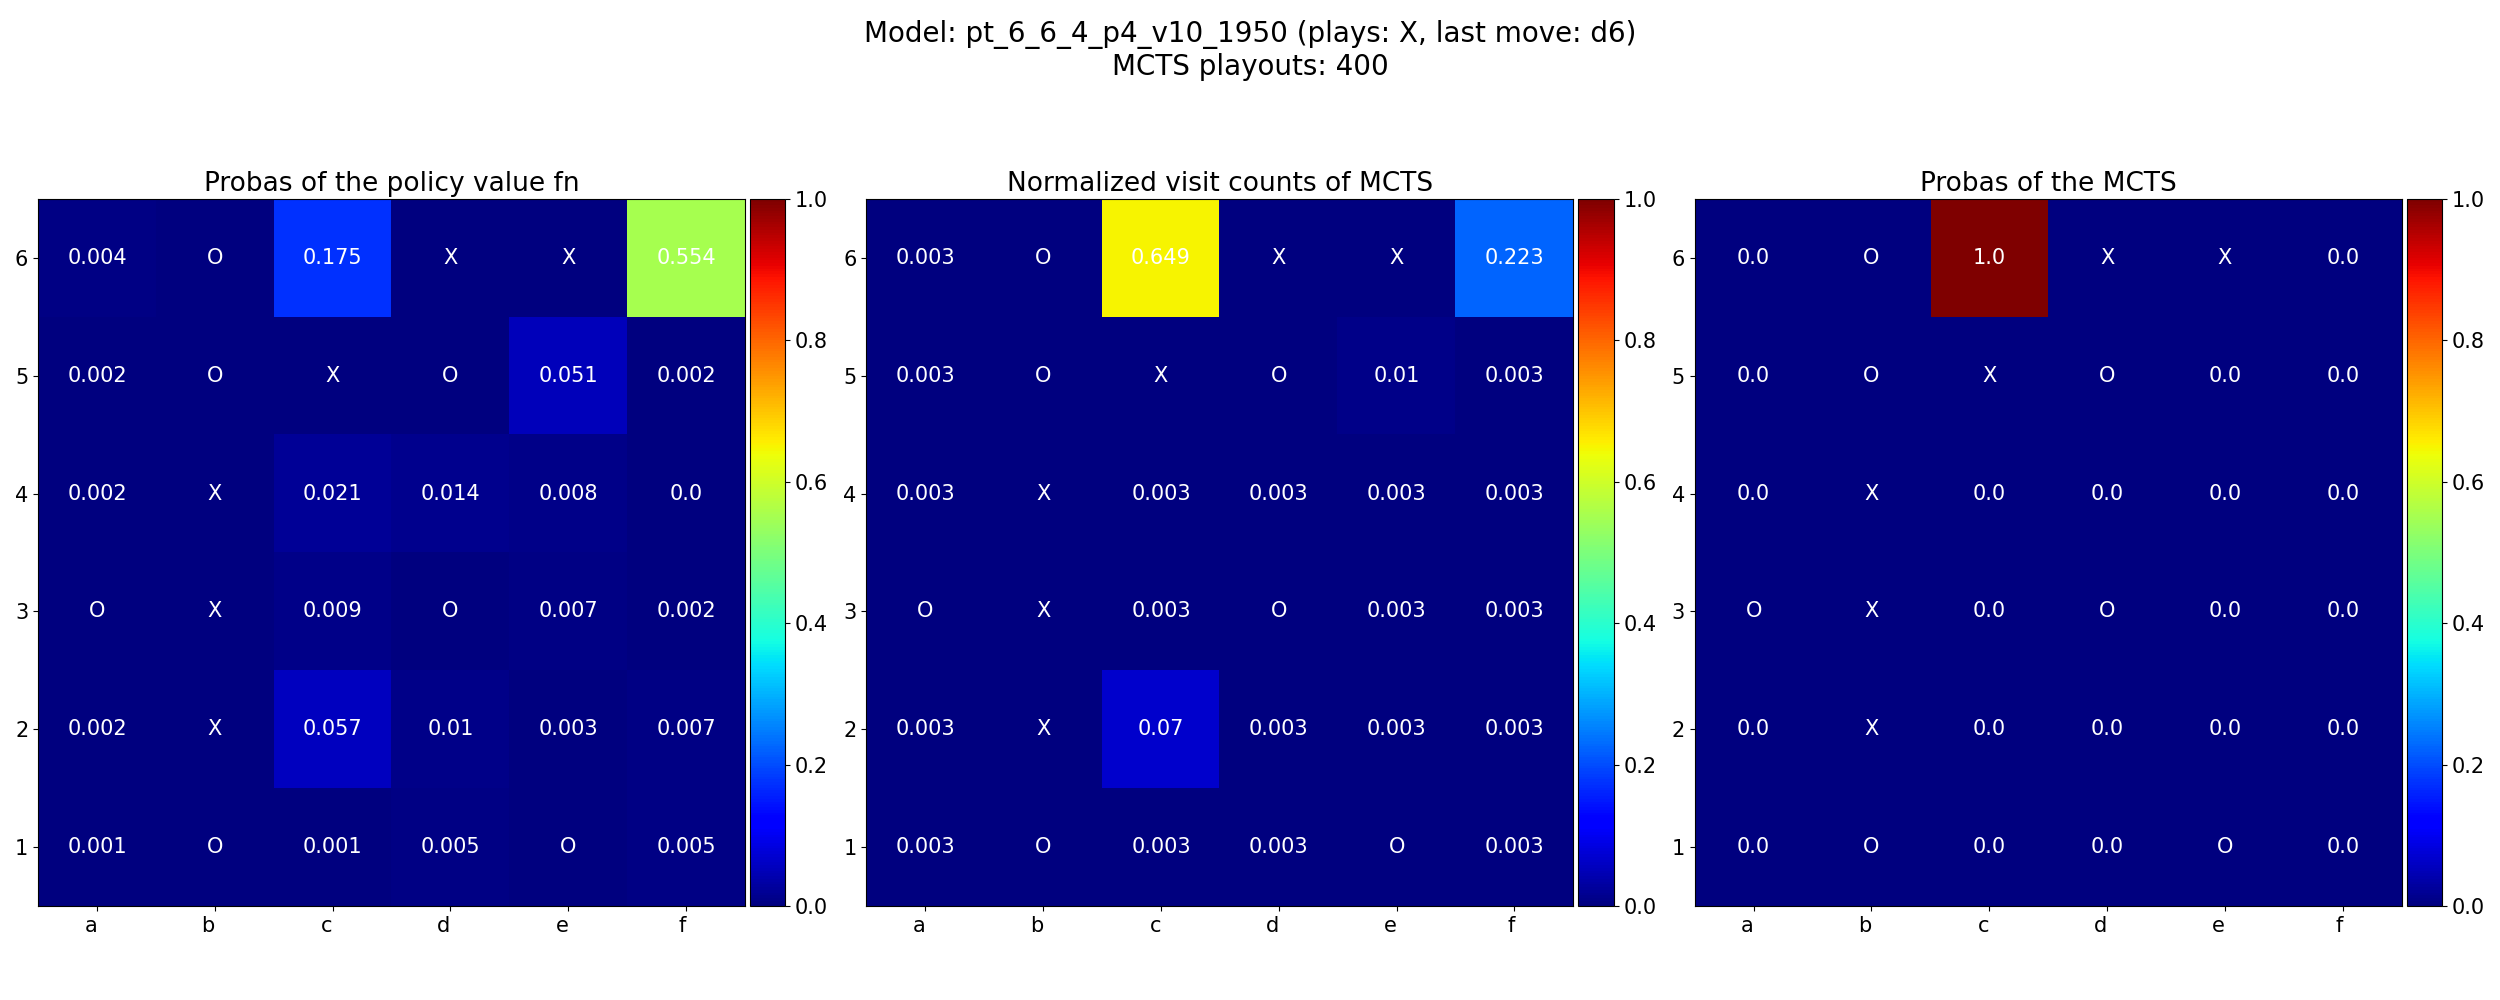 Model: pt_6_6_4_p4_v10_1950 (plays: X, last move: d6)
MCTS playouts: 400
Probas of the policy value fn
6 0.004 O 0.175 X X 0.554
5 0.002 O X O 0.051 0.002
4 0.002 X 0.021 0.014 0.008 0.0
3 O X 0.009 O 0.007 0.002
2 0.002 X 0.057 0.01 0.003 0.007
1 0.001 O 0.001 0.005 O 0.005
a b c d e f
1.0
0.8
0.6
0.4
0.2
0.0
Normalized visit counts of MCTS
6 0.003 O 0.649 X X 0.223
5 0.003 O X O 0.01 0.003
4 0.003 X 0.003 0.003 0.003 0.003
3 O X 0.003 O 0.003 0.003
2 0.003 X 0.07 0.003 0.003 0.003
1 0.003 O 0.003 0.003 O 0.003
a b c d e f
1.0
0.8
0.6
0.4
0.2
0.0
Probas of the MCTS
6 0.0 O 1.0 X X 0.0
5 0.0 O X O 0.0 0.0
4 0.0 X 0.0 0.0 0.0 0.0
3 O X 0.0 O 0.0 0.0
2 0.0 X 0.0 0.0 0.0 0.0
1 0.0 O 0.0 0.0 O 0.0
a b c d e f
1.0
0.8
0.6
0.4
0.2
0.0